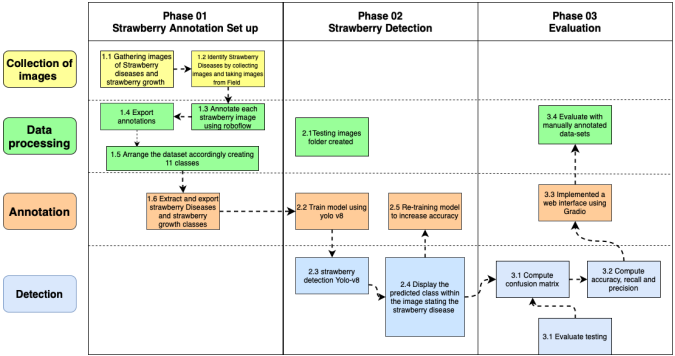 Phase 01
Strawberry Annotation Set up
Phase 02
Strawberry Detection
Phase 03
Evaluation
Collection of
images
1.1 Gathering images
of Strawberry
diseases and
strawberry growth
1.2 Identify Strawberry
Diseases by collecting
images and taking images
from Field
Data
processing
1.4 Export
annotations
1.3 Annotate each
strawberry image
using roboflow
1.5 Arrange the dataset accordingly creating
11 classes
2.1Testing images
folder created
3.4 Evaluate with
manually annotated
data-sets
Annotation
1.6 Extract and export
strawberry Diseases
and strawberry
growth classes
2.2 Train model using
yolo v8
2.5 Re-training model
to increase accuracy
3.3 Implemented a
web interface using
Gradio
Detection
2.3 strawberry
detection Yolo-v8
2.4 Display the
predicted class within
the image stating the
strawberry disease
3.1 Compute
confusion matrix
3.2 Compute
accuracy, recall and
precision
3.1 Evaluate testing